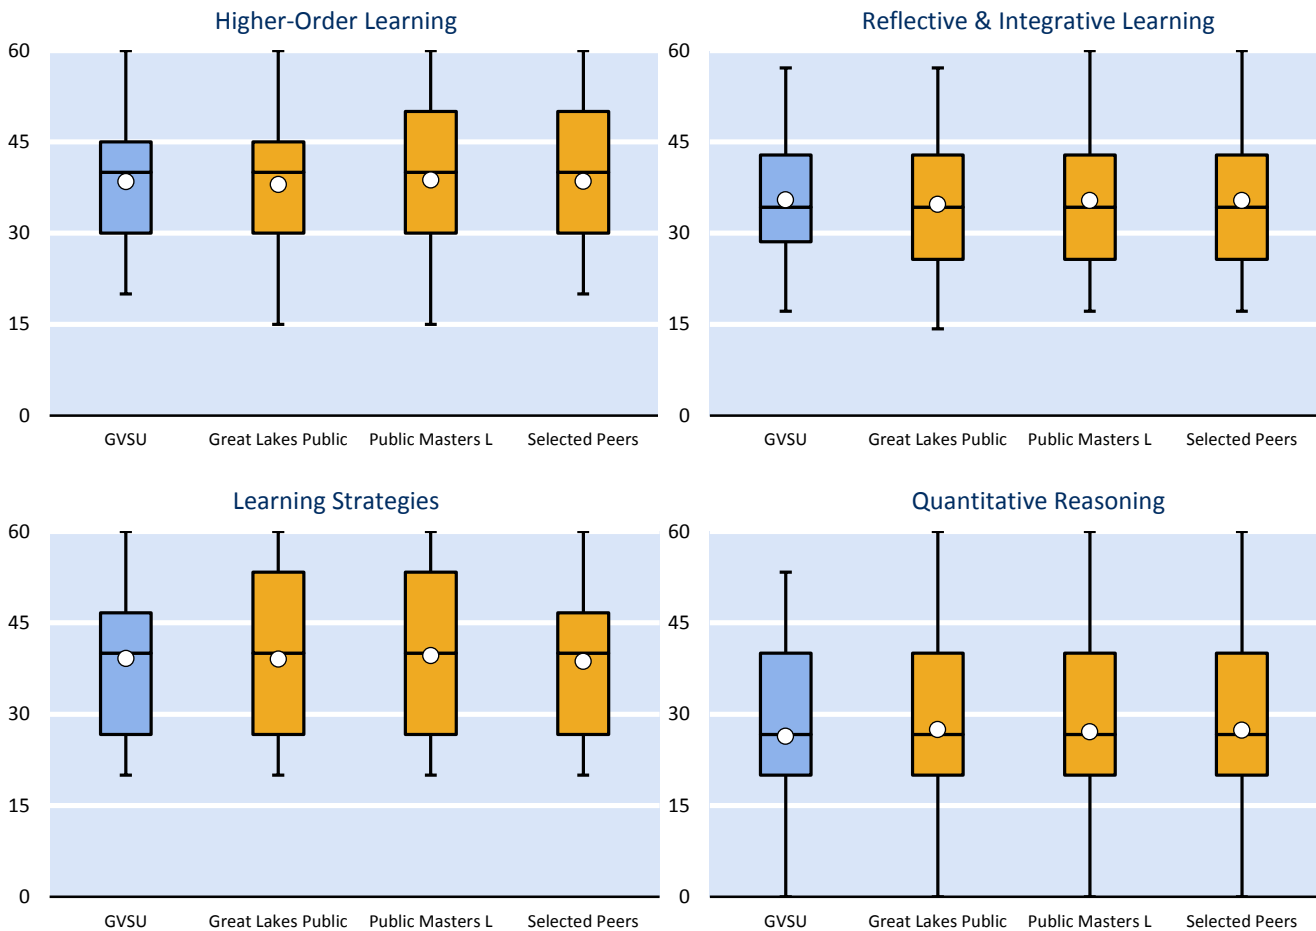 Higher-Order Learning
60
45
30
15
0
GVSU Great Lakes Public Public Masters L Selected Peers
Reflective & Integrative Learning
60
45
30
15
0
GVSU Great Lakes Public Public Masters L Selected Peers
Learning Strategies
60
45
30
15
0
GVSU Great Lakes Public Public Masters L Selected Peers
Quantitative Reasoning
60
45
30
15
0
GVSU Great Lakes Public Public Masters L Selected Peers